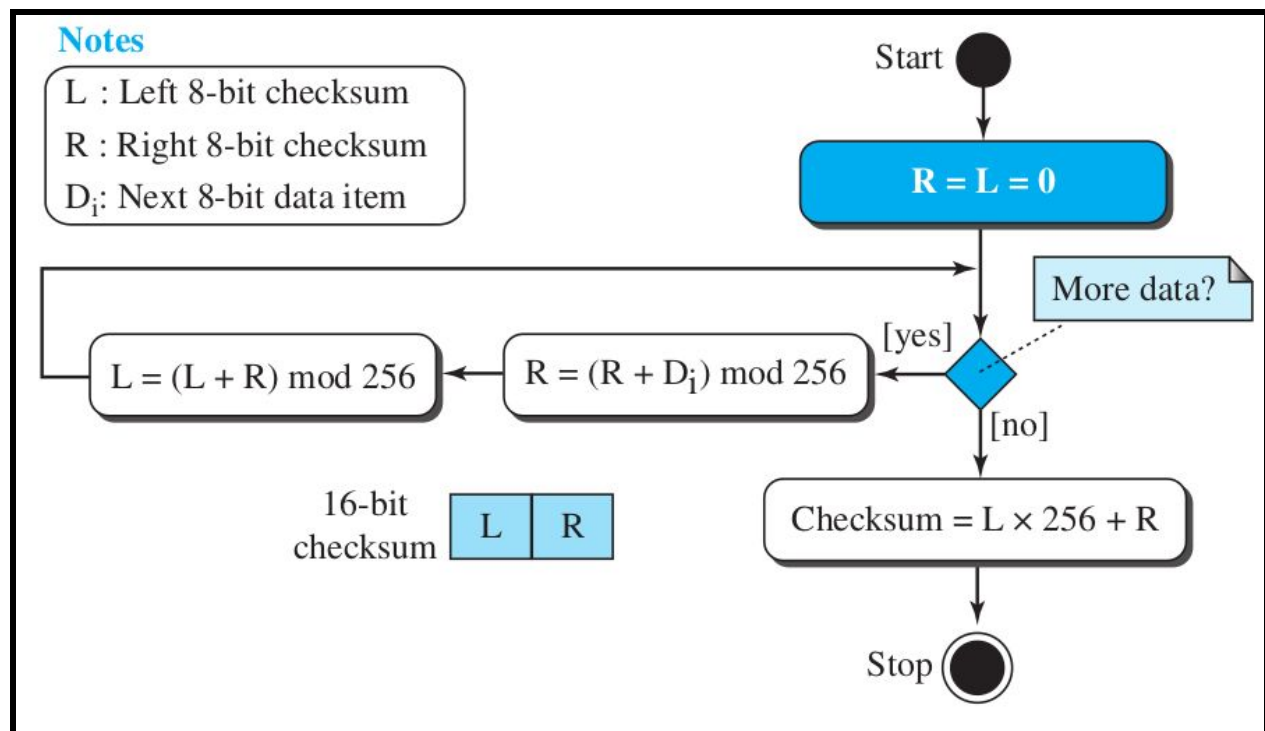 Notes
L : Left 8-bit checksum
R : Right 8-bit checksum
Di: Next 8-bit data item
Start
R = L = 0
More data?
[yes]
L = (L + R) mod 256
R = (R + Di) mod 256
[no]
16-bit
checksum
L
R
Checksum = L × 256 + R
Stop